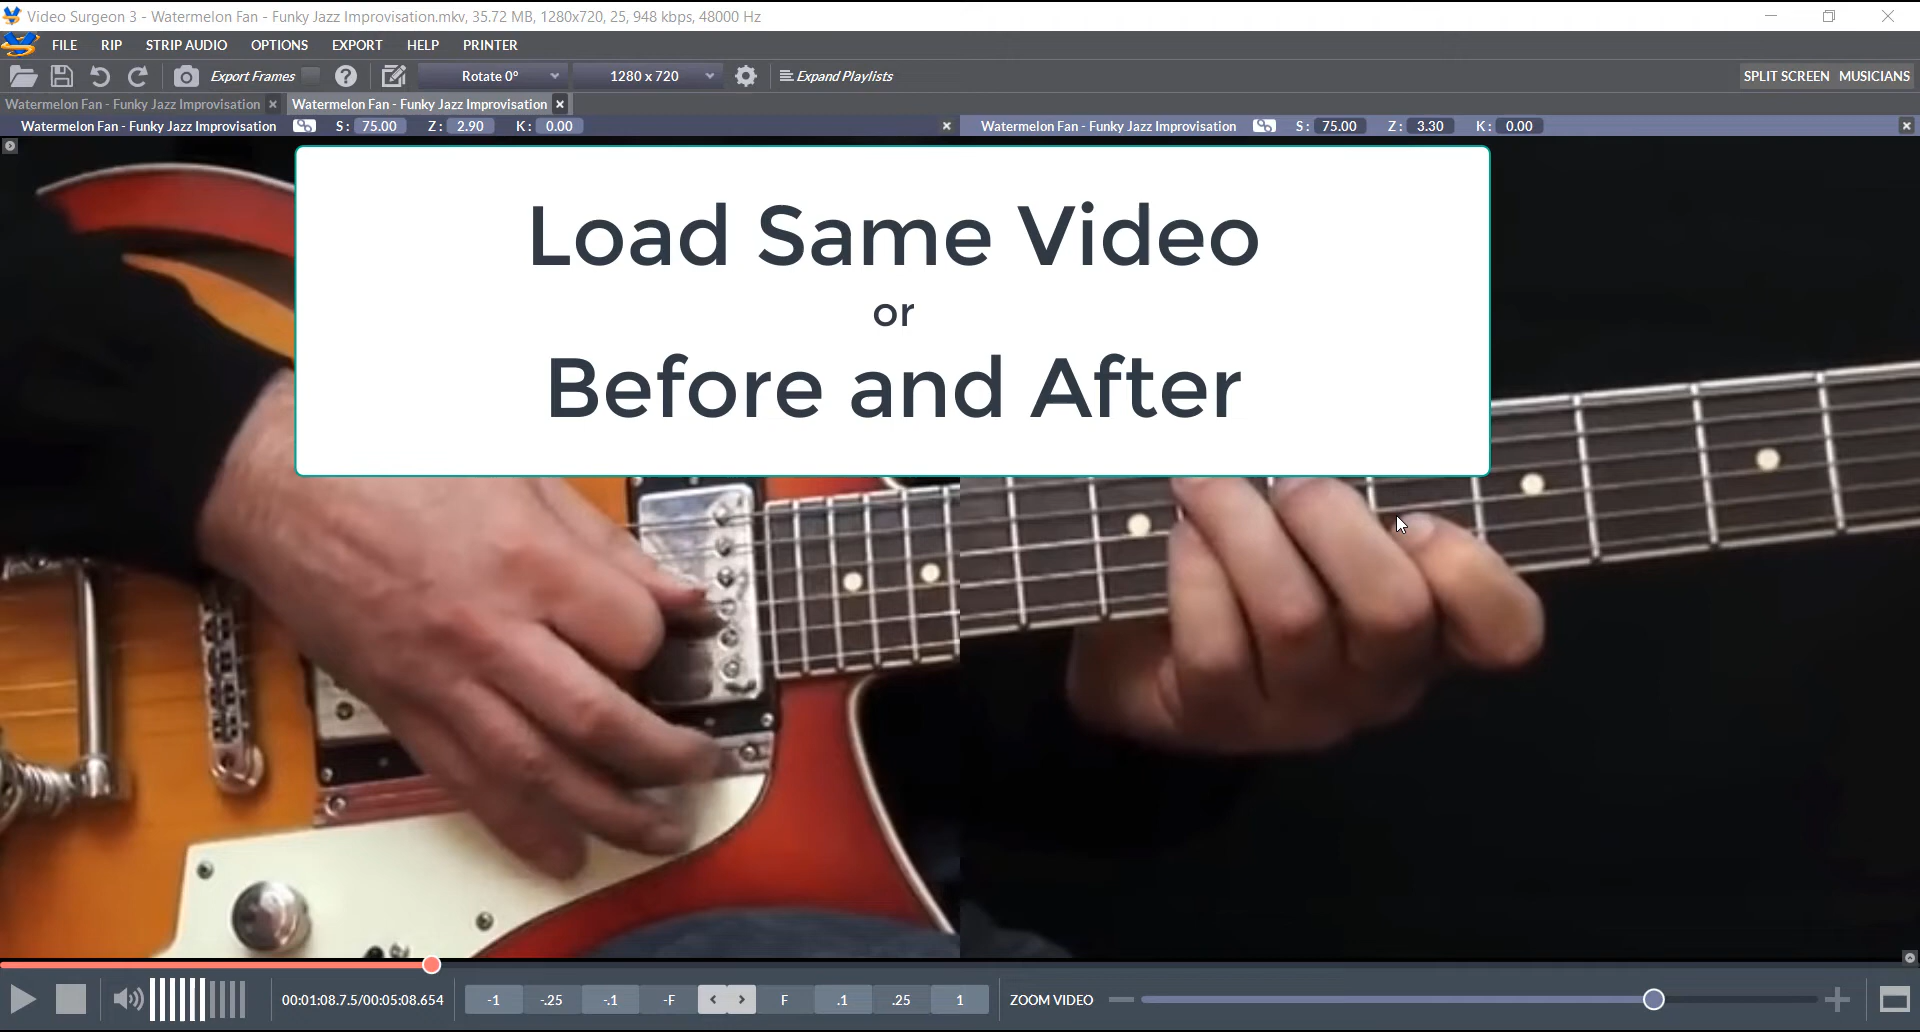 Video Surgeon 3 - Watermelon Fan - Funky Jazz Improvisation.mkv, 35.72 MB, 1280x720, 25, 948 kbps, 48000 Hz
FILE RIP STRIP AUDIO OPTIONS EXPORT HELP PRINTER
Export Frames ? Rotate 0° 1280 x 720 Expand Playlists SPLIT SCREEN MUSICIANS
Watermelon Fan - Funky Jazz Improvisation × Watermelon Fan - Funky Jazz Improvisation ×
Watermelon Fan - Funky Jazz Improvisation S: 75.00 Z: 2.90 K: 0.00 × Watermelon Fan - Funky Jazz Improvisation S: 75.00 Z: 3.30 K: 0.00 ×
Load Same Video
or
Before and After
00:01:08.7.5/00:05:08.654 -1 -.25 -.1 -F < > F .1 .25 1 ZOOM VIDEO